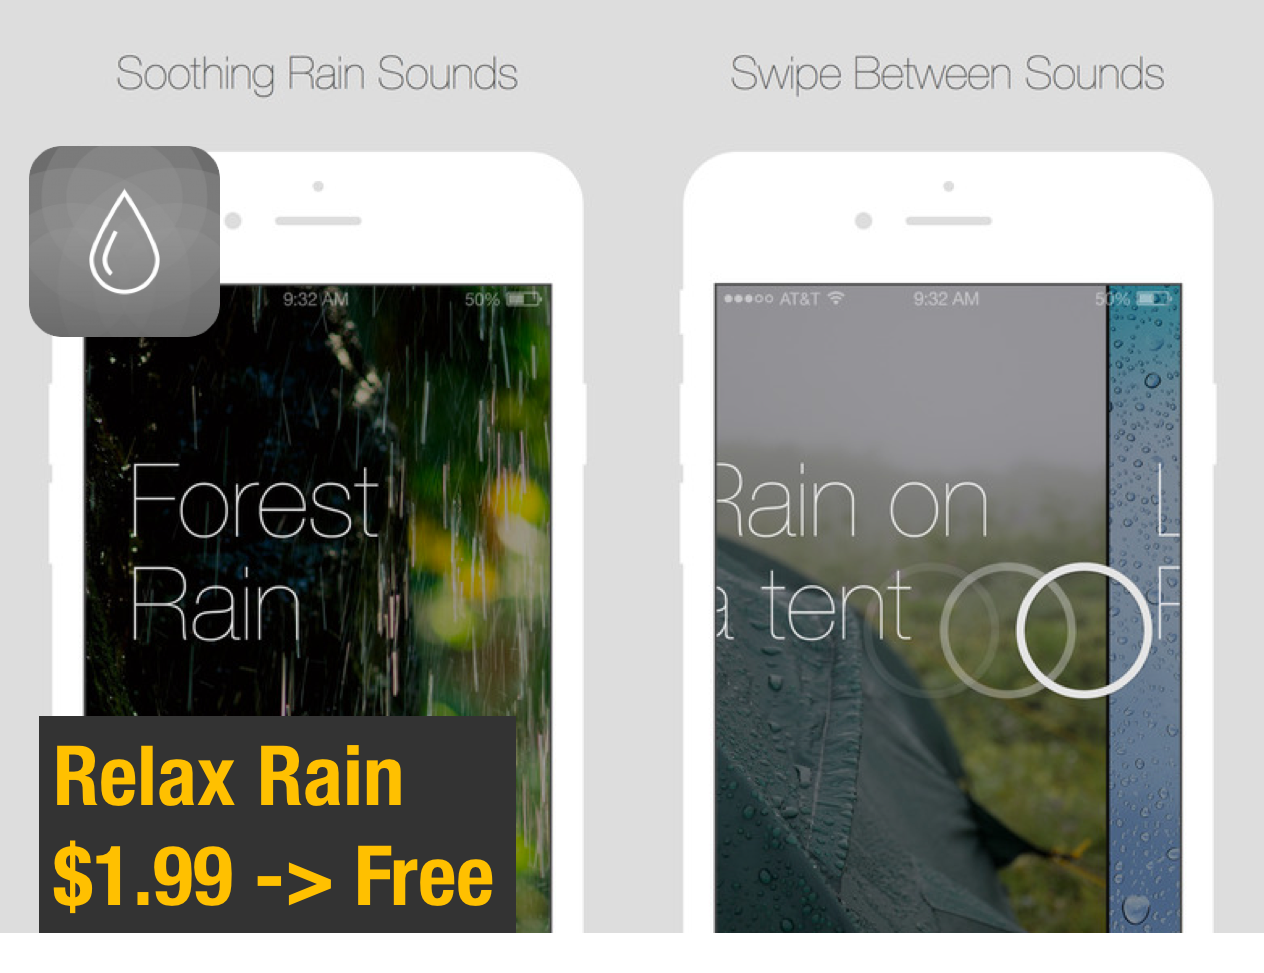 Soothing Rain Sounds
Swipe Between Sounds
9:32 AM
50%
Forest
Rain
AT&T
9:32 AM
50%
Rain on
a tent
Relax Rain
$1.99 -> Free